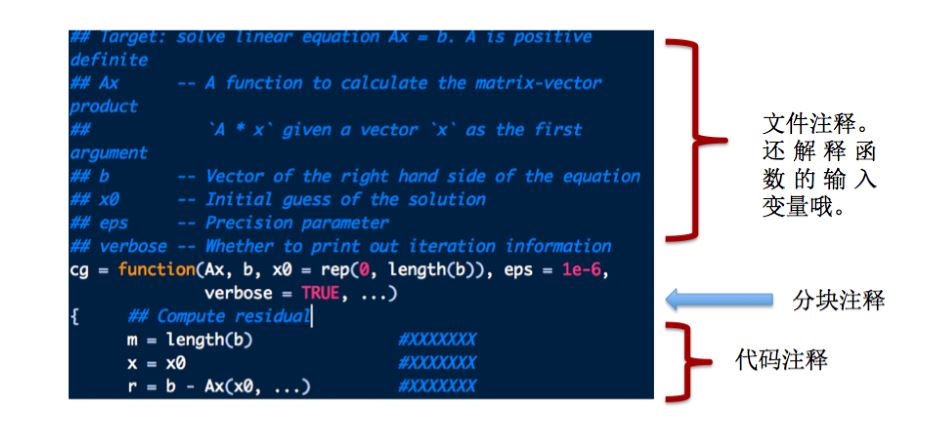 ## Target: solve linear equation Ax = b. A is positive
definite
## Ax      -- A function to calculate the matrix-vector
product
##            `A * x` given a vector `x` as the first
argument
## b       -- Vector of the right hand side of the equation
## x0      -- Initial guess of the solution
## eps     -- Precision parameter
## verbose -- Whether to print out iteration information
cg = function(Ax, b, x0 = rep(0, length(b)), eps = 1e-6,
              verbose = TRUE, ...)
{     ## Compute residual
      m = length(b)               #XXXXXXX
      x = x0                      #XXXXXXX
      r = b - Ax(x0, ...)         #XXXXXXX
文件注释。
还解释函
数的输入
变量哦。
分块注释
代码注释